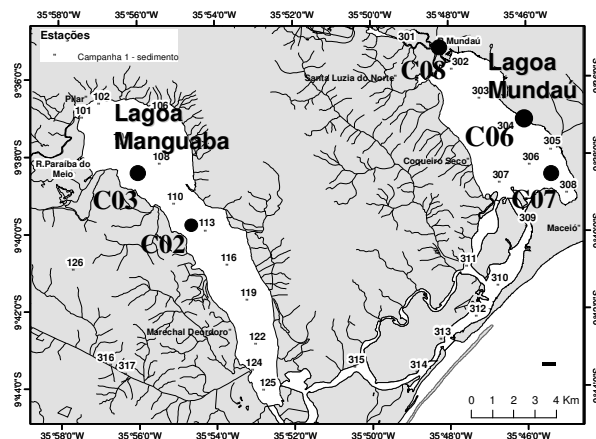 35°58'0"W 35°56'0"W 35°54'0"W 35°52'0"W 35°50'0"W 35°48'0"W 35°46'0"W
Estações
" Campanha 1 - sedimento
301
R.Mundaú
302
C08
Santa Luzia do Norte
Lagoa
Mundaú
303
304
C06
305
306
Coqueiro Seco
307
C07
308
309
Maceió
Pilar
101
102
106
Lagoa
Manguaba
108
R.Paraíba do
Meio
C03
110
113
C02
116
126
119
Marechal Deordoro
122
124
125
316
317
311
310
312
313
314
315
0 1 2 3 4 Km
9°36'0"S
9°38'0"S
9°40'0"S
9°42'0"S
9°44'0"S
35°58'0"W 35°56'0"W 35°54'0"W 35°52'0"W 35°50'0"W 35°48'0"W 35°46'0"W